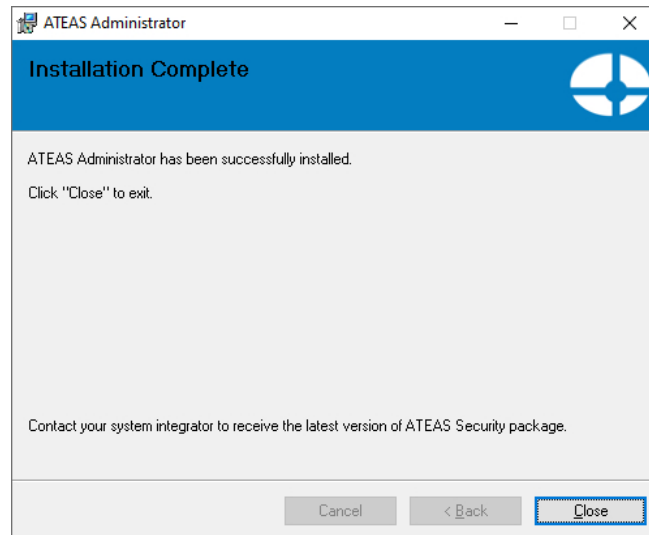 ATEAS Administrator
Installation Complete
ATEAS Administrator has been successfully installed.
Click "Close" to exit.
Contact your system integrator to receive the latest version of ATEAS Security package.
Cancel
< Back
Close